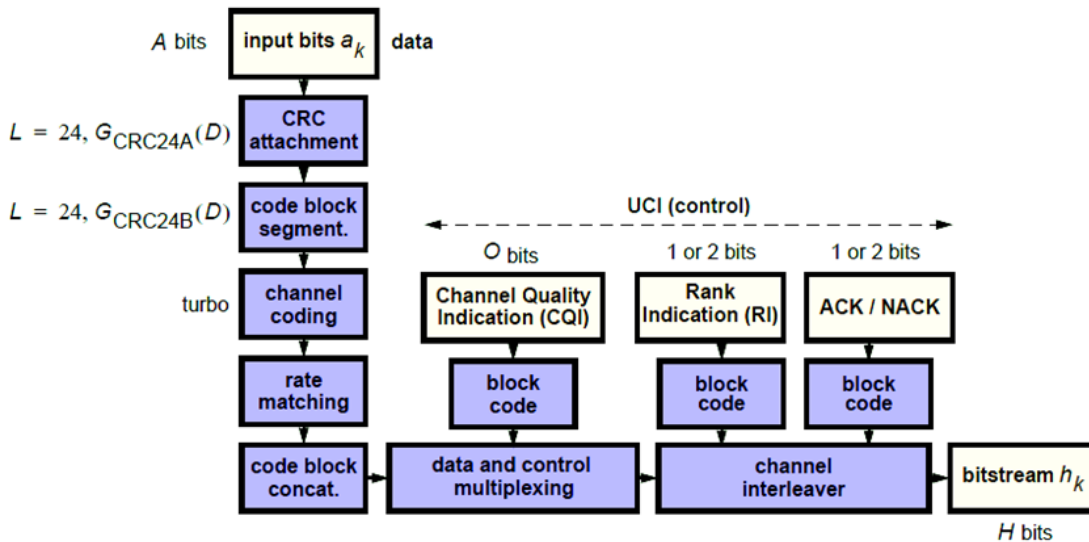 A bits
input bits a_k
data
L = 24, G_CRC24A(D)
CRC
attachment
L = 24, G_CRC24B(D)
code block
segment.
UCI (control)
turbo
channel
coding
O bits
1 or 2 bits
1 or 2 bits
Channel Quality
Indication (CQI)
Rank
Indication (RI)
ACK / NACK
rate
matching
block
code
block
code
block
code
code block
concat.
data and control
multiplexing
channel
interleaver
bitstream h_k
H bits